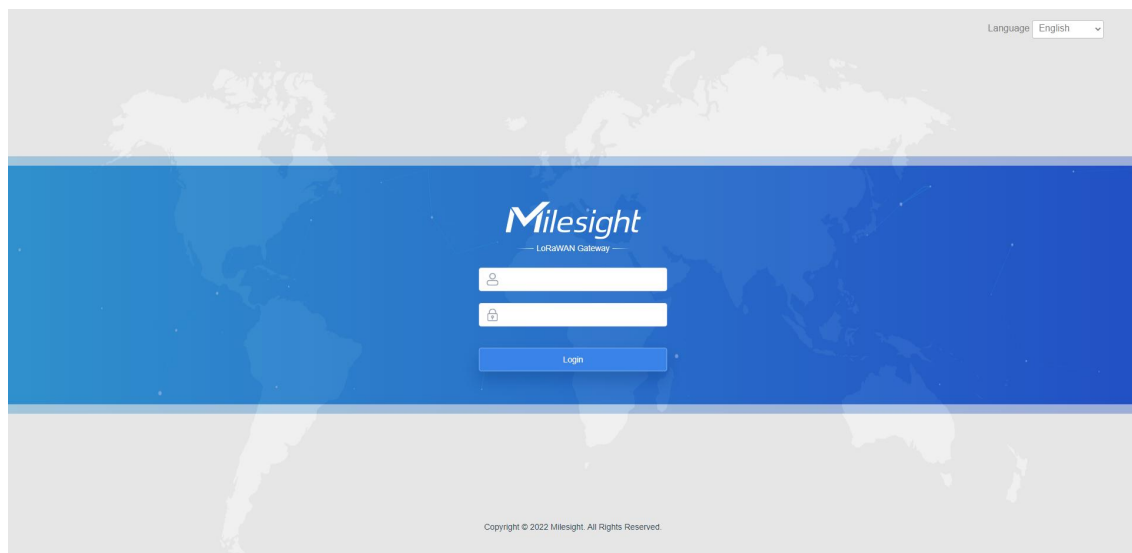 Language English
Milesight
LoRaWAN Gateway
Login
Copyright © 2022 Milesight. All Rights Reserved.